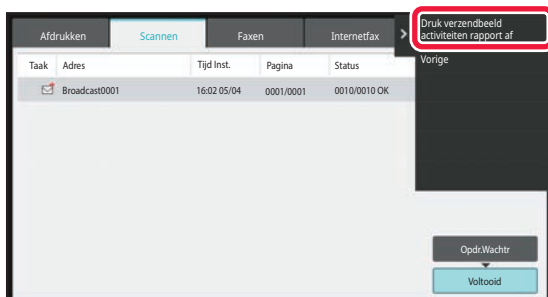 Afdrukken Scannen Faxen Internetfax
Druk verzendbeeld
activiteiten rapport af
Vorige
Taak Adres Tijd Inst. Pagina Status
Broadcast0001 16:02 05/04 0001/0001 0010/0010 OK
Opdr.Wachtr
Voltooid